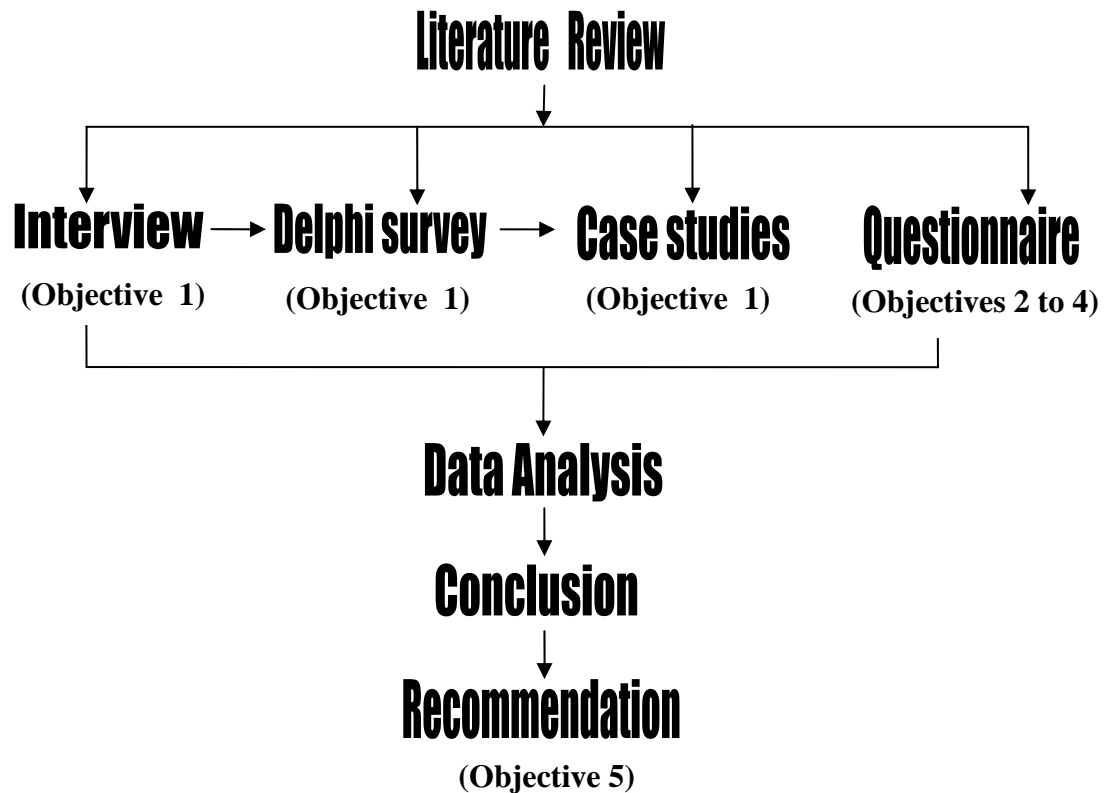 Literature Review
Interview
Delphi survey
Case studies
Questionnaire
(Objective 1)
(Objective 1)
(Objective 1)
(Objectives 2 to 4)
Data Analysis
Conclusion
Recommendation
(Objective 5)